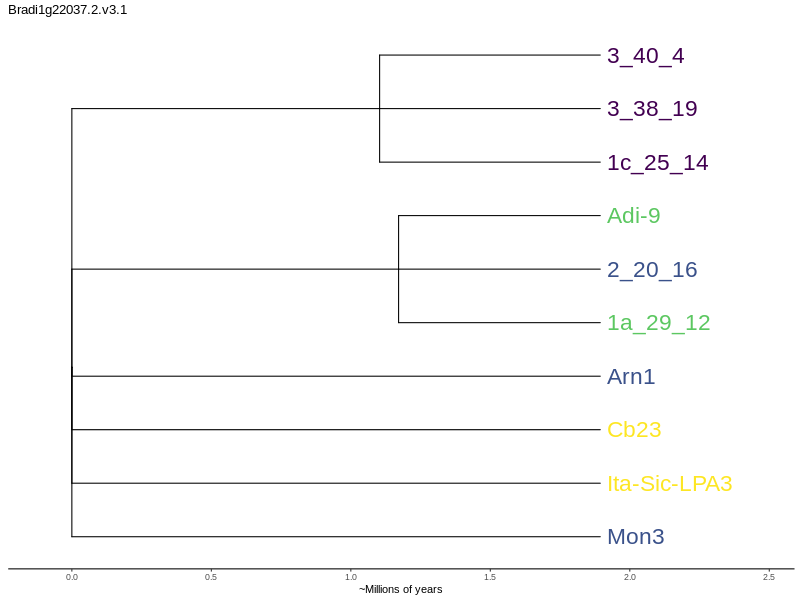 Bradi1g22037.2.v3.1
3_40_4
3_38_19
1c_25_14
Adi-9
2_20_16
1a_29_12
Arn1
Cb23
Ita-Sic-LPA3
Mon3
0.0 0.5 1.0 1.5 2.0 2.5
~Millions of years